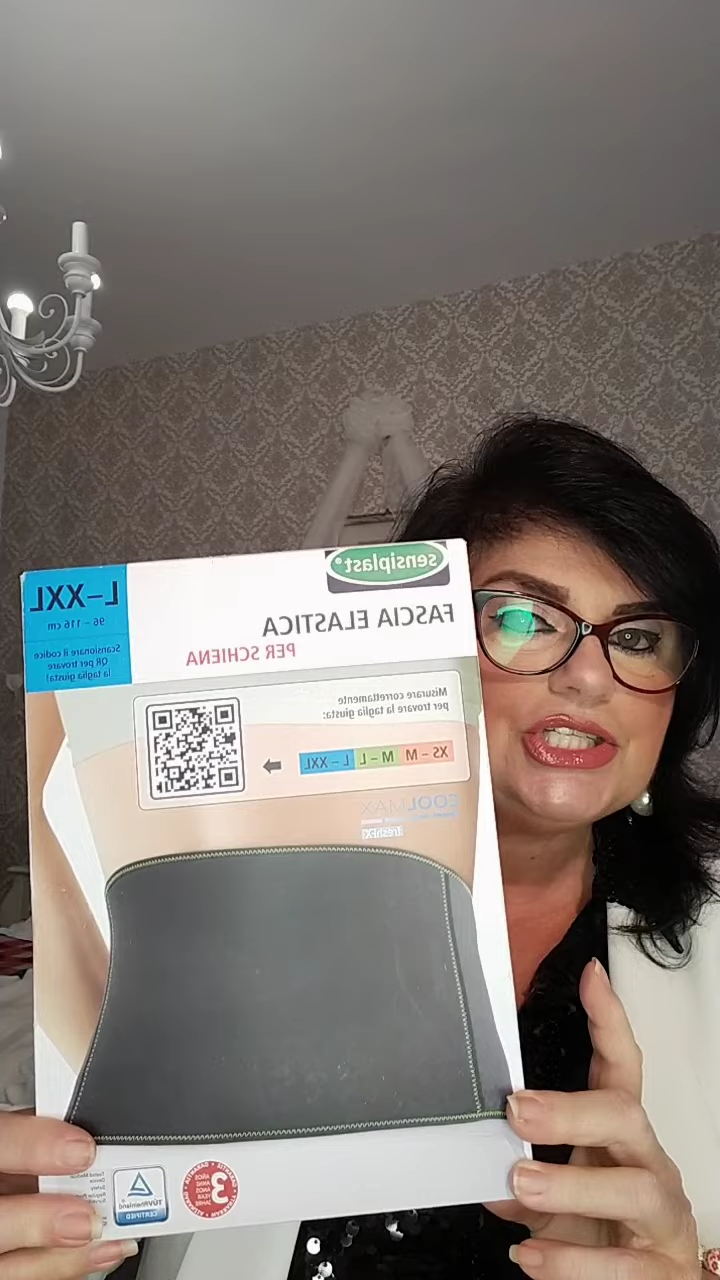 sensiplast®
FASCIA ELASTICA
PER SCHIENA
L–XXL
96 – 116 cm
Scansionare il codice
QR per trovare
la taglia giusta!
Misurare correttamente
per trovare la taglia giusta:
XS – M M – L L – XXL
COOLMAX
freshFX
3
TÜVRheinland
CERTIFIED